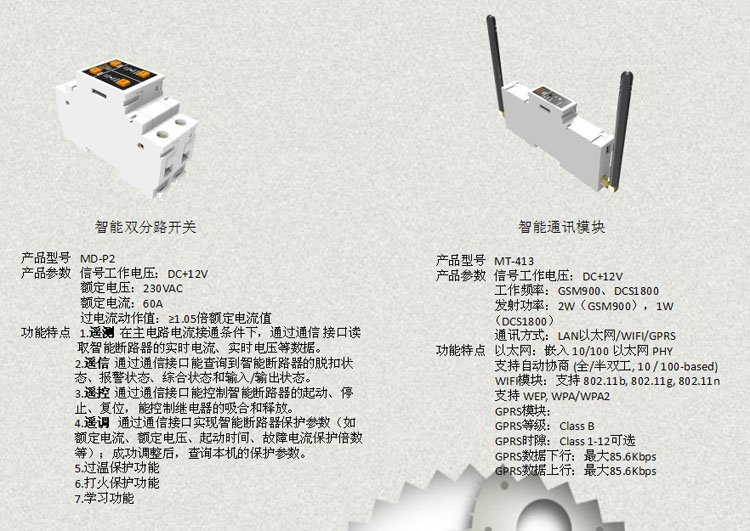 智能双分路开关
产品型号 MD-P2
产品参数 信号工作电压：DC+12V
额定电压：230VAC
额定电流：60A
过电流动作值：≥1.05倍额定电流值
功能特点 1.遥测 在主电路电流接通条件下，通过通信接口读
取智能断路器的实时电流、实时电压等数据。
2.遥信 通过通信接口能查询到智能断路器的脱扣状
态、报警状态、综合状态和输入/输出状态。
3.遥控 通过通信接口能控制智能断路器的起动、停
止、复位，能控制继电器的吸合和释放。
4.遥调 通过通信接口实现智能断路器保护参数（如
额定电流、额定电压、起动时间、故障电流保护倍数
等）；成功调整后，查询本机的保护参数。
5.过温保护功能
6.打火保护功能
7.学习功能
智能通讯模块
产品型号 MT-413
产品参数 信号工作电压：DC+12V
工作频率：GSM900、DCS1800
发射功率：2W（GSM900），1W
（DCS1800）
通讯方式：LAN以太网/WIFI/GPRS
功能特点 以太网：嵌入 10/100 以太网 PHY
支持自动协商 (全/半双工, 10 / 100-based)
WIFI模块：支持 802.11b, 802.11g, 802.11n
支持 WEP, WPA/WPA2
GPRS模块：
GPRS等级：Class B
GPRS时隙：Class 1-12可选
GPRS数据下行：最大85.6Kbps
GPRS数据上行：最大85.6Kbps